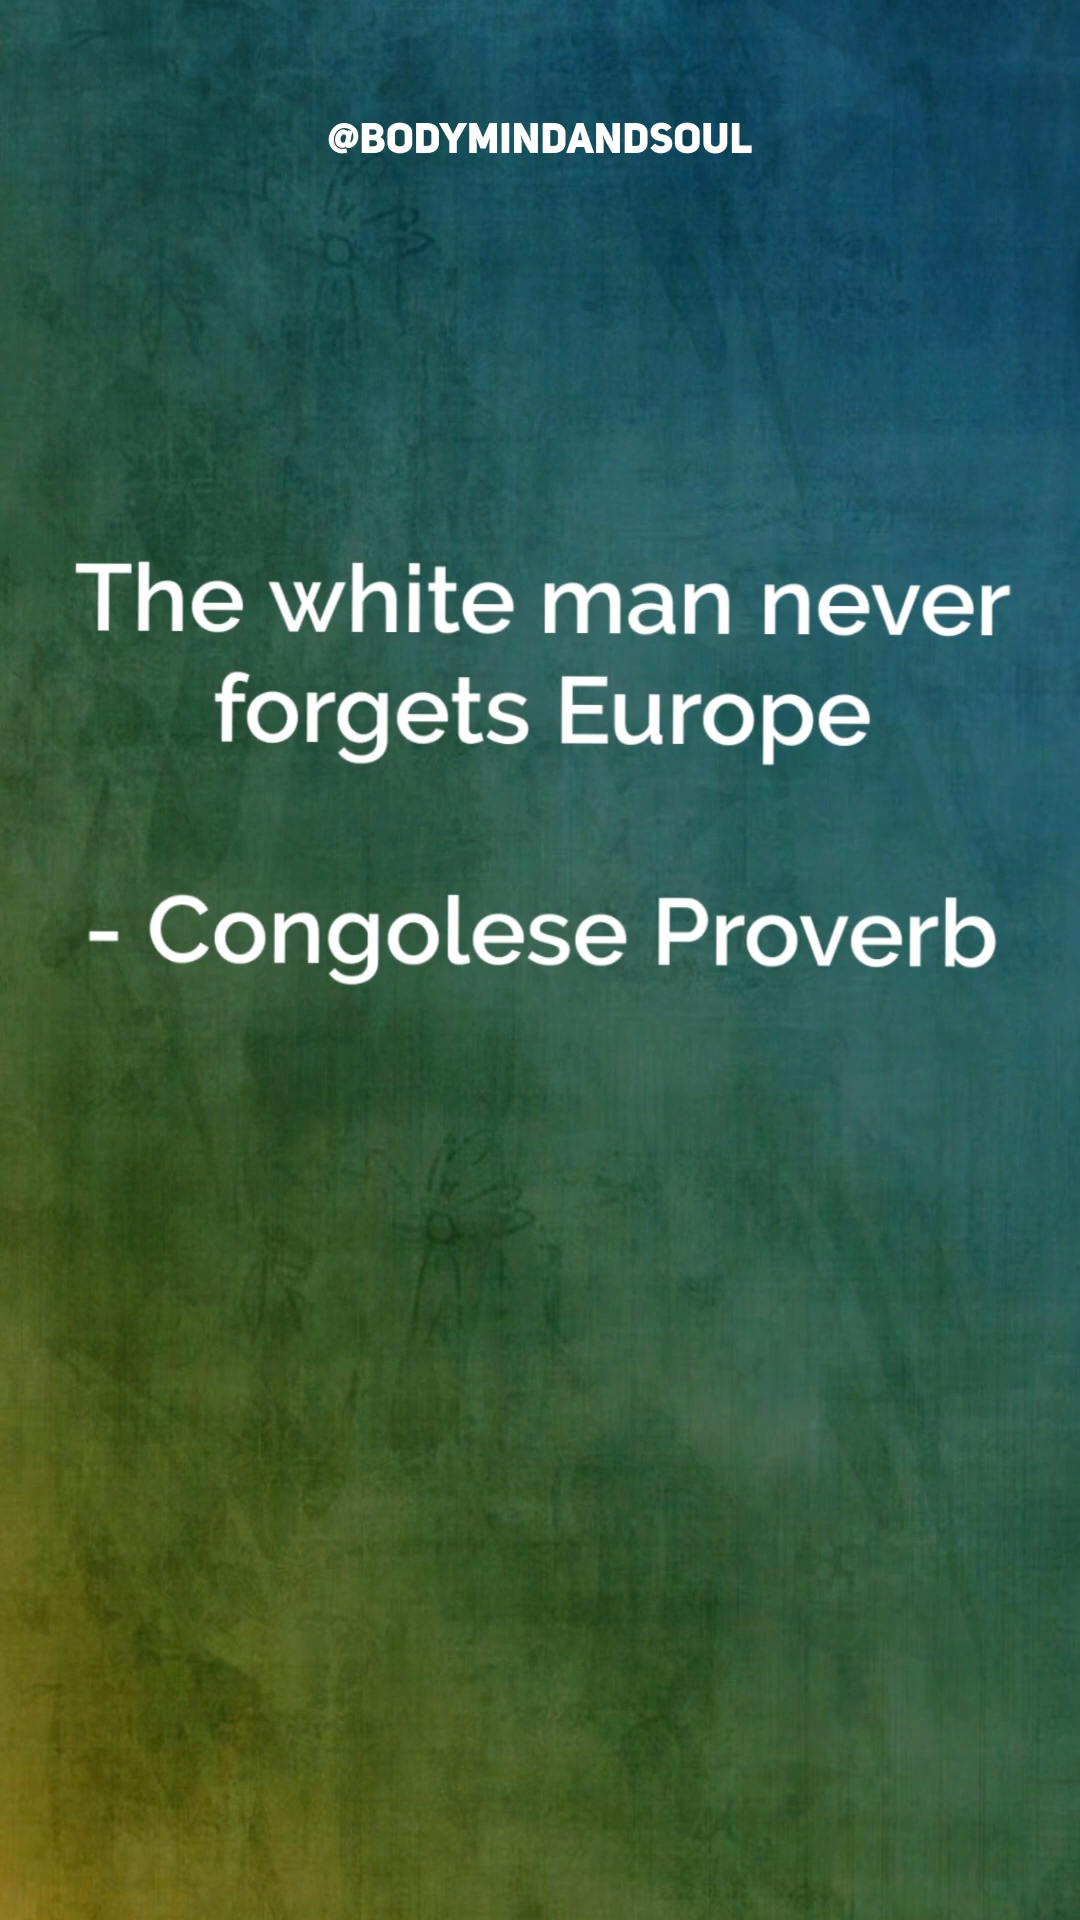 @BODYMINDANDSOUL
The white man never
forgets Europe
- Congolese Proverb